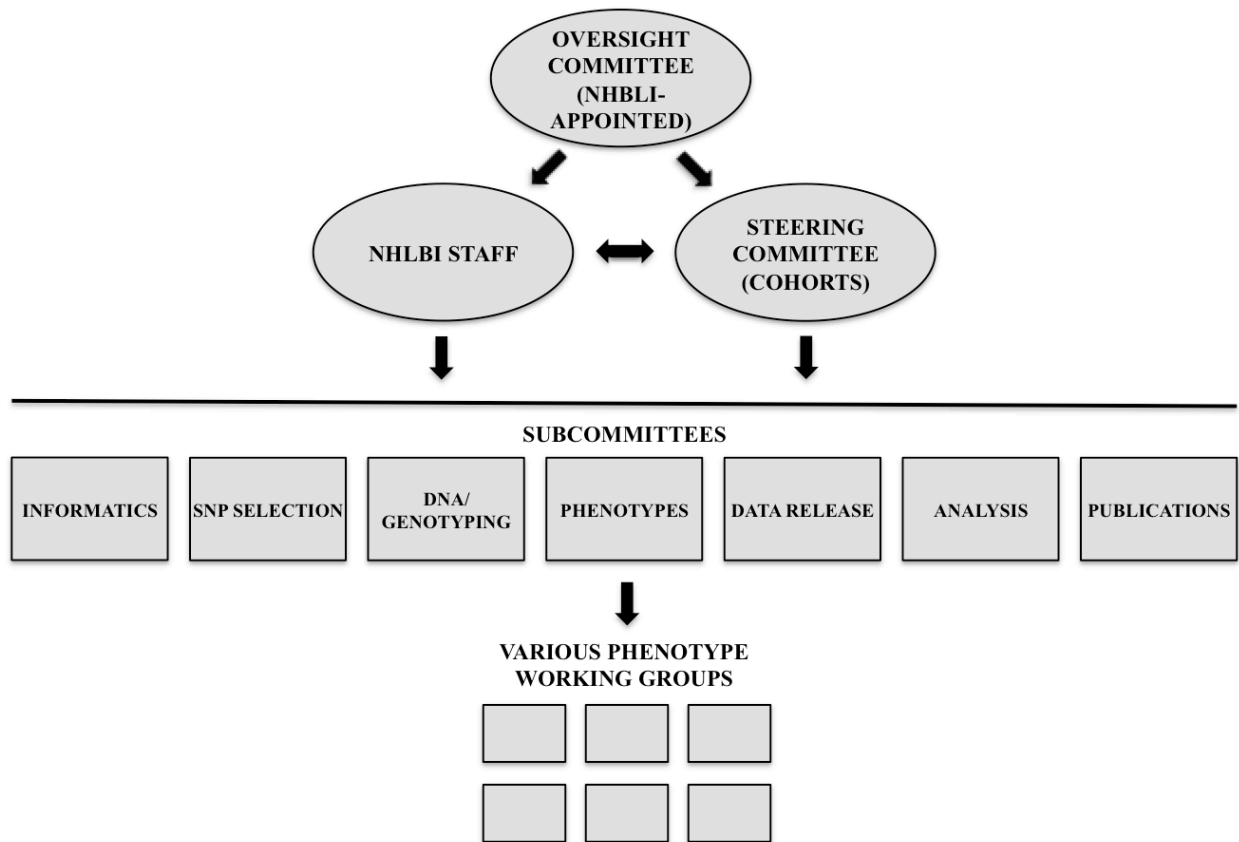 OVERSIGHT
COMMITTEE
(NHBLI-
APPOINTED)
NHLBI STAFF
STEERING
COMMITTEE
(COHORTS)
SUBCOMMITTEES
INFORMATICS
SNP SELECTION
DNA/
GENOTYPING
PHENOTYPES
DATA RELEASE
ANALYSIS
PUBLICATIONS
VARIOUS PHENOTYPE
WORKING GROUPS